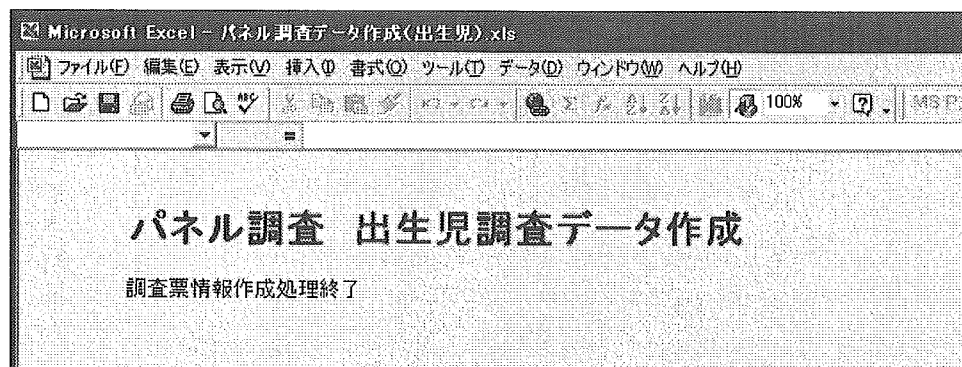 Microsoft Excel - パネル調査データ作成(出生児).xls
ファイル(F) 編集(E) 表示(V) 挿入(I) 書式(O) ツール(T) データ(D) ウィンドウ(W) ヘルプ(H)
100%
=
パネル調査 出生児調査データ作成
調査票情報作成処理終了